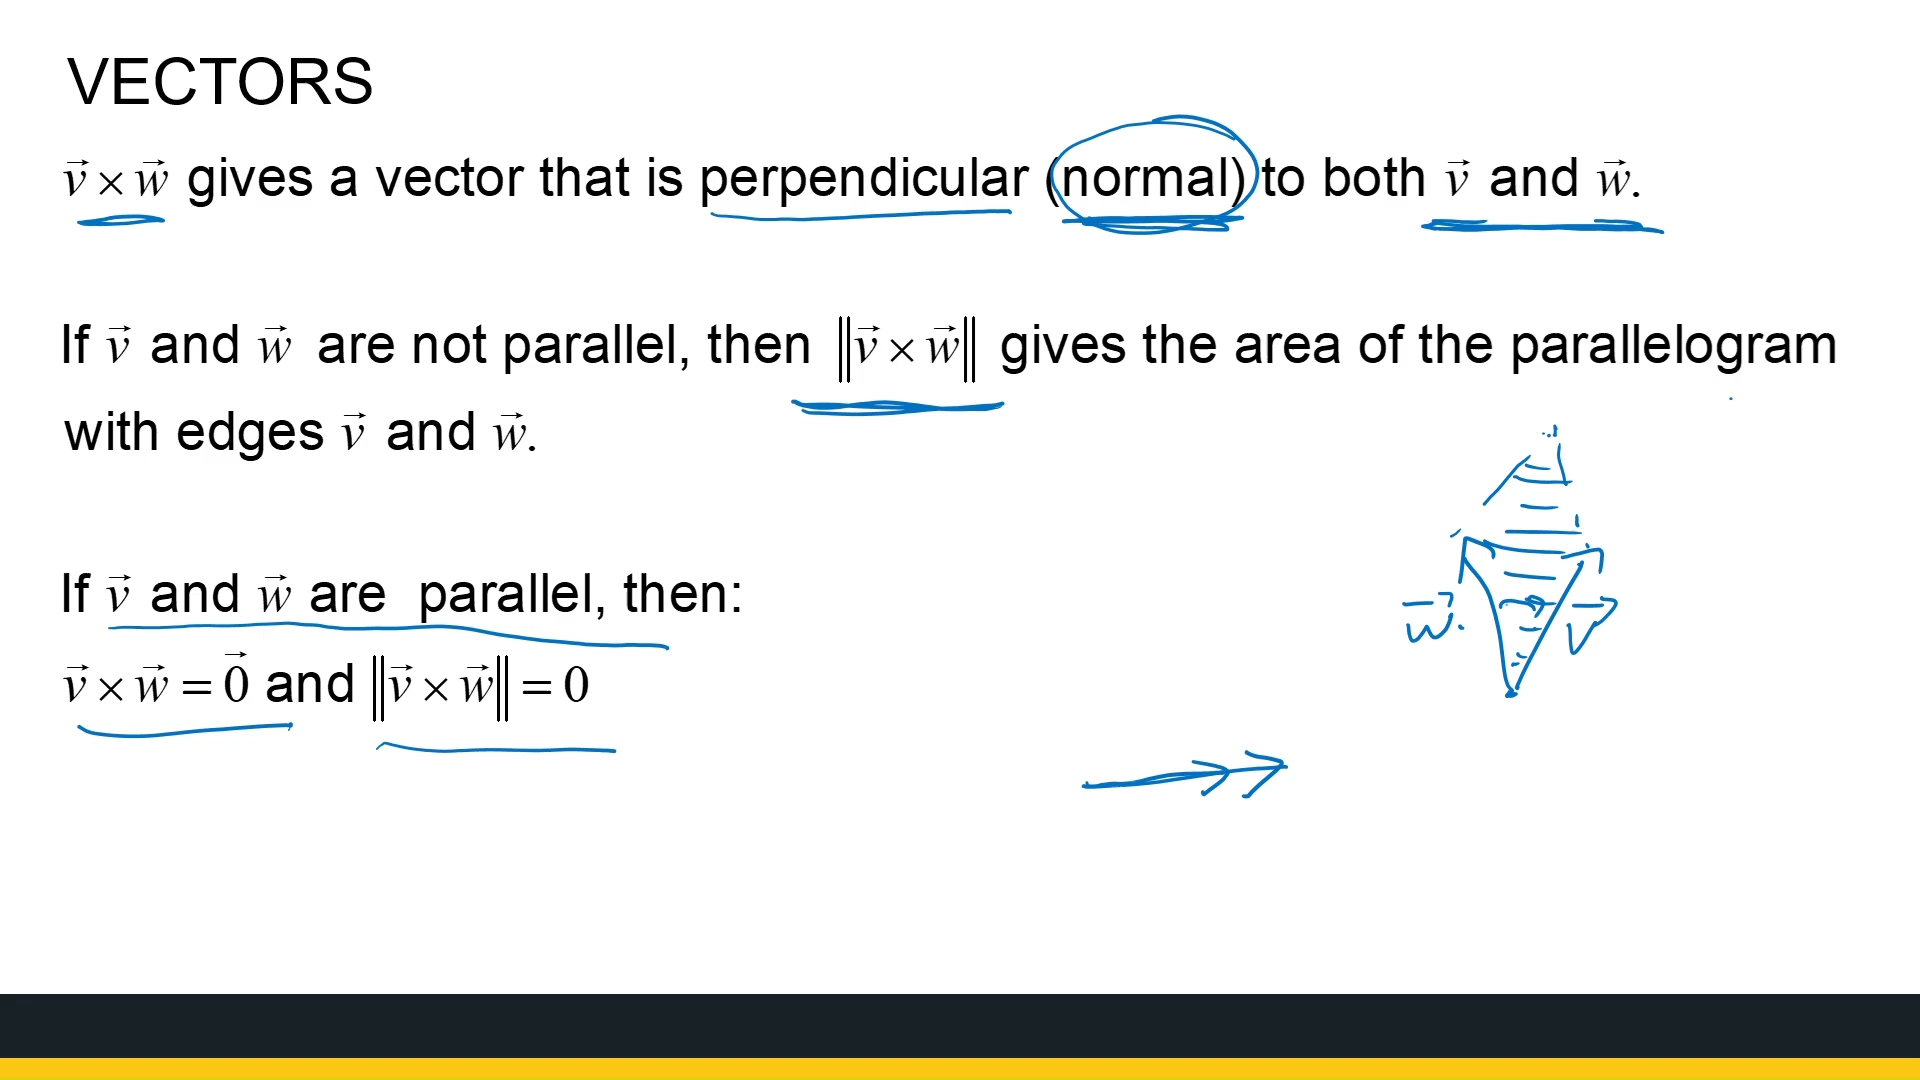 VECTORS
v⃗ × w⃗ gives a vector that is perpendicular (normal) to both v⃗ and w⃗.
If v⃗ and w⃗ are not parallel, then ‖v⃗ × w⃗‖ gives the area of the parallelogram
with edges v⃗ and w⃗.
If v⃗ and w⃗ are parallel, then:
v⃗ × w⃗ = 0⃗ and ‖v⃗ × w⃗‖ = 0
w⃗. v⃗